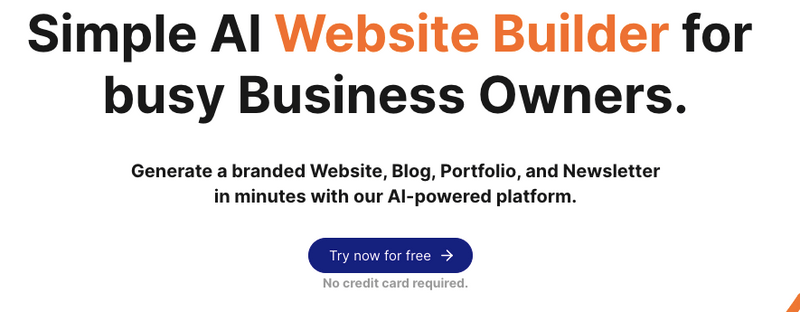 Simple AI Website Builder for
busy Business Owners.
Generate a branded Website, Blog, Portfolio, and Newsletter
in minutes with our AI-powered platform.
Try now for free →
No credit card required.